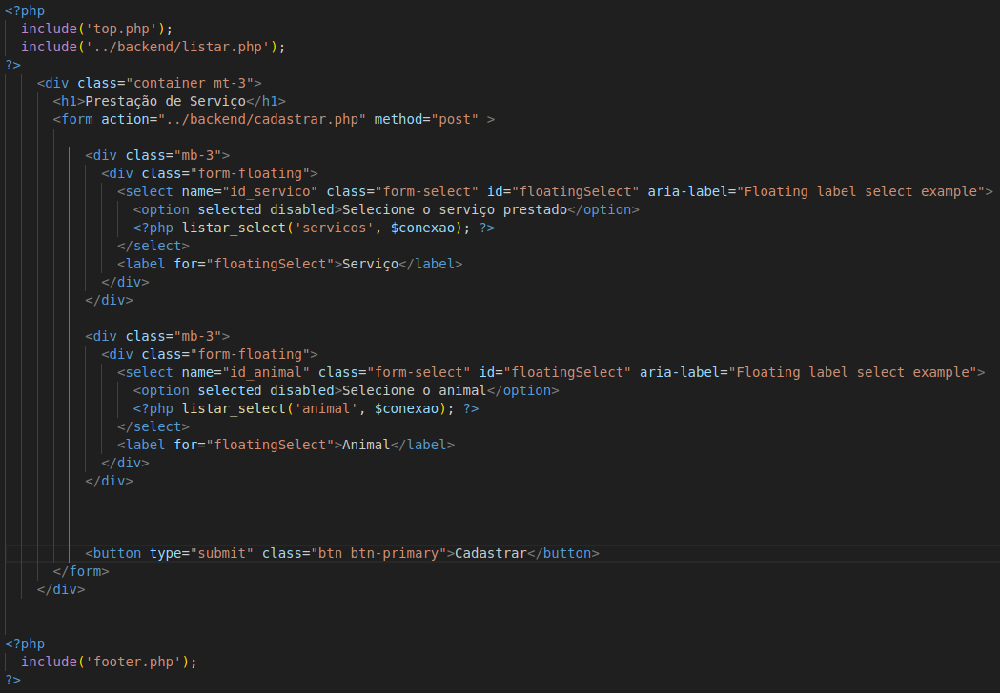 <?php
include('top.php');
include('../backend/listar.php');
?>
<div class="container mt-3">
<h1>Prestação de Serviço</h1>
<form action="../backend/cadastrar.php" method="post" >
<div class="mb-3">
<div class="form-floating">
<select name="id_servico" class="form-select" id="floatingSelect" aria-label="Floating label select example">
<option selected disabled>Selecione o serviço prestado</option>
<?php listar_select('servicos', $conexao); ?>
</select>
<label for="floatingSelect">Serviço</label>
</div>
</div>
<div class="mb-3">
<div class="form-floating">
<select name="id_animal" class="form-select" id="floatingSelect" aria-label="Floating label select example">
<option selected disabled>Selecione o animal</option>
<?php listar_select('animal', $conexao); ?>
</select>
<label for="floatingSelect">Animal</label>
</div>
</div>
<button type="submit" class="btn btn-primary">Cadastrar</button>
</form>
</div>
<?php
include('footer.php');
?>